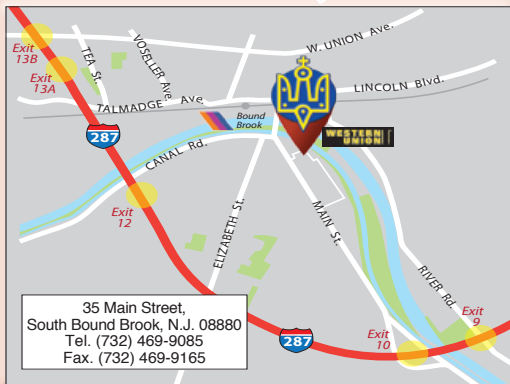 Exit
13B
Exit
13A
TEA St.
VOSELLER Ave.
W. UNION Ave.
LINCOLN Blvd.
TALMADGE Ave.
287
Bound
Brook
WESTERN
UNION
CANAL Rd.
Exit
12
ELIZABETH St.
MAIN St.
RIVER Rd.
Exit
9
Exit
10
287
35 Main Street,
South Bound Brook, N.J. 08880
Tel. (732) 469-9085
Fax. (732) 469-9165